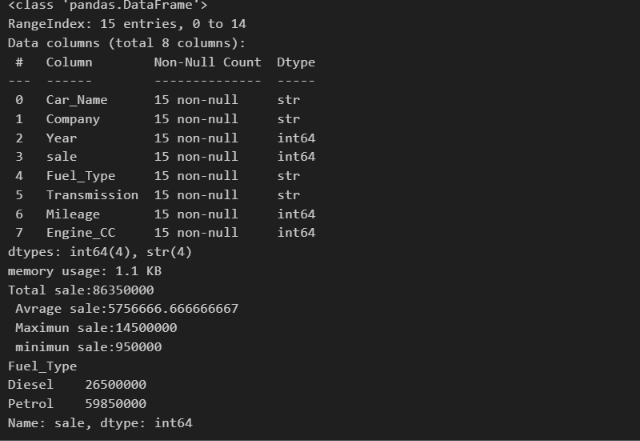 <class 'pandas.DataFrame'>
RangeIndex: 15 entries, 0 to 14
Data columns (total 8 columns):
 #   Column        Non-Null Count  Dtype
---  ------        --------------  -----
 0   Car_Name      15 non-null     str
 1   Company       15 non-null     str
 2   Year          15 non-null     int64
 3   sale          15 non-null     int64
 4   Fuel_Type     15 non-null     str
 5   Transmission  15 non-null     str
 6   Mileage       15 non-null     int64
 7   Engine_CC     15 non-null     int64
dtypes: int64(4), str(4)
memory usage: 1.1 KB
Total sale:86350000
 Avrage sale:5756666.666666667
 Maximun sale:14500000
 minimun sale:950000
Fuel_Type
Diesel    26500000
Petrol    59850000
Name: sale, dtype: int64